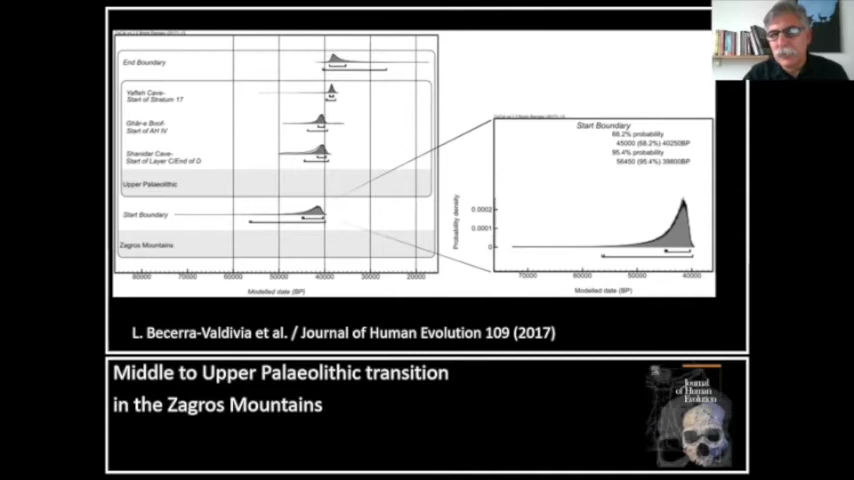 End Boundary
Yafteh Cave-
Start of Stratum 17
Ghār-e Boof-
Start of AH IV
Shanidar Cave-
Start of Layer C/End of D
Upper Palaeolithic
Start Boundary
Zagros Mountains
80000 70000 60000 50000 40000 30000 20000
Modelled date (BP)
Start Boundary
68.2% probability
45000 (68.2%) 40250BP
95.4% probability
56450 (95.4%) 39800BP
Probability density
0.0002
0.0001
0
70000 60000 50000 40000
Modelled date (BP)
L. Becerra-Valdivia et al. / Journal of Human Evolution 109 (2017)
Middle to Upper Palaeolithic transition
in the Zagros Mountains
Journal
of Human
Evolution